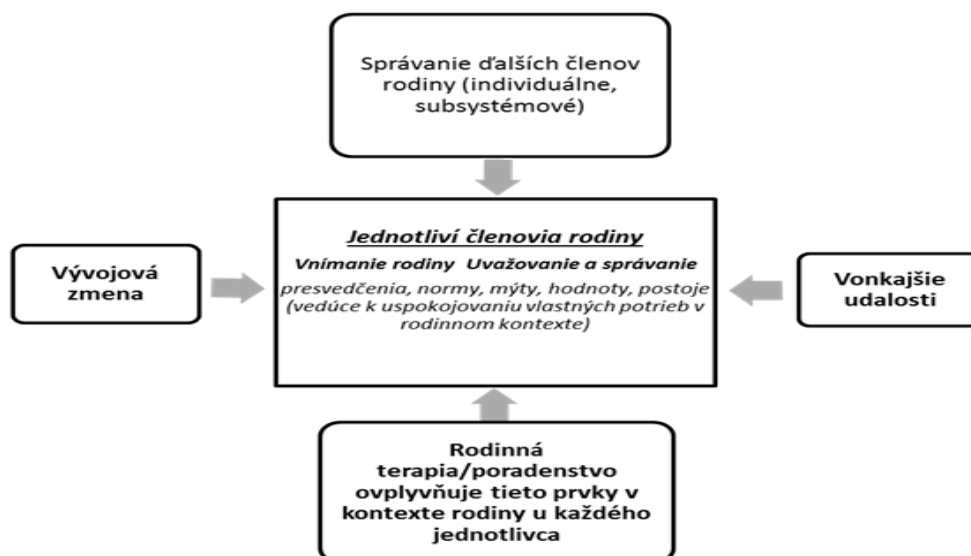 Správanie ďalších členov
rodiny (individuálne,
subsystémové)
Jednotliví členovia rodiny
Vnímanie rodiny Uvažovanie a správanie
presvedčenia, normy, mýty, hodnoty, postoje
(vedúce k uspokojovaniu vlastných potrieb v
rodinnom kontexte)
Vývojová
zmena
Vonkajšie
udalosti
Rodinná
terapia/poradenstvo
ovplyvňuje tieto prvky v
kontexte rodiny u každého
jednotlivca